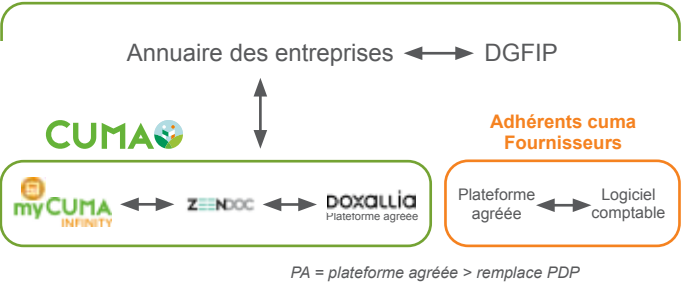 Annuaire des entreprises DGFIP
CUMA
Adhérents cuma
Fournisseurs
myCUMA
INFINITY
ZEENDOC
DOXALLIA
Plateforme agréée
Plateforme
agréée
Logiciel
comptable
PA = plateforme agréée > remplace PDP